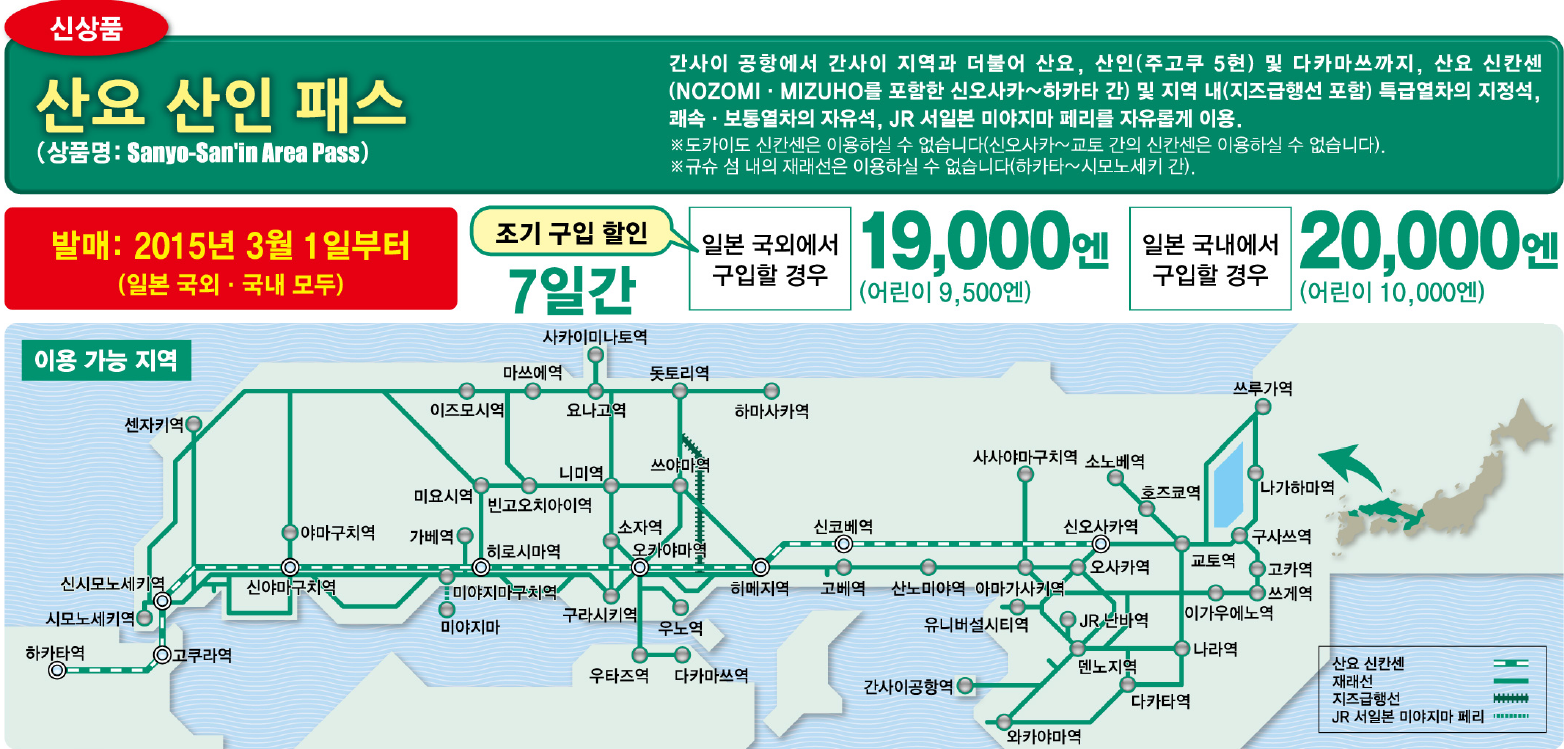 신상품
산요 산인 패스
(상품명: Sanyo-San'in Area Pass)
간사이 공항에서 간사이 지역과 더불어 산요, 산인(주고쿠 5현) 및 다카마쓰까지, 산요 신칸센
(NOZOMI · MIZUHO를 포함한 신오사카~하카타 간) 및 지역 내(지즈급행선 포함) 특급열차의 지정석,
쾌속 · 보통열차의 자유석, JR 서일본 미야지마 페리를 자유롭게 이용.
※도카이도 신칸센은 이용하실 수 없습니다(신오사카~교토 간의 신칸센은 이용하실 수 없습니다).
※규슈 섬 내의 재래선은 이용하실 수 없습니다(하카타~시모노세키 간).
발매: 2015년 3월 1일부터
(일본 국외 · 국내 모두)
조기 구입 할인
7일간
일본 국외에서
구입할 경우
19,000엔
(어린이 9,500엔)
일본 국내에서
구입할 경우
20,000엔
(어린이 10,000엔)
이용 가능 지역
사카이미나토역
마쓰에역
돗토리역
이즈모시역
요나고역
하마사카역
쓰루가역
센자키역
사사야마구치역
소노베역
니미역
쓰야마역
미요시역
빈고오치아이역
호즈쿄역
나가하마역
야마구치역
가베역
히로시마역
소자역
오카야마역
신코베역
신오사카역
구사쓰역
교토역
고카역
신시모노세키역
신야마구치역
미야지마구치역
히메지역
고베역
산노미야역
아마가사키역
오사카역
쓰게역
시모노세키역
미야지마
구라시키역
우노역
유니버설시티역
JR 난바역
이가우에노역
하카타역
고쿠라역
우타즈역
다카마쓰역
덴노지역
나라역
간사이공항역
다카타역
와카야마역
산요 신칸센
재래선
지즈급행선
JR 서일본 미야지마 페리